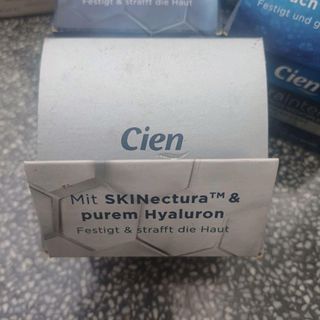 Festigt & strafft die Haut
Festigt und g
Cien
Cien
Mit SKINectura™ &
purem Hyaluron
Festigt & strafft die Haut